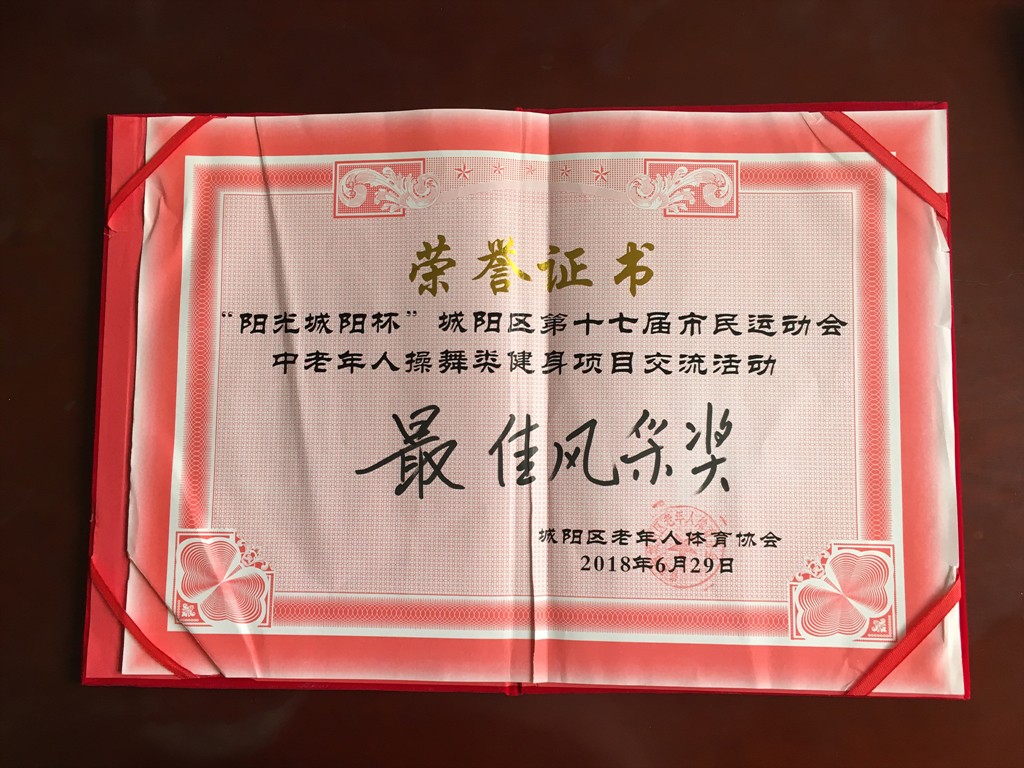 荣誉证书
“阳光城阳杯”城阳区第十七届市民运动会
中老年人操舞类健身项目交流活动
最佳风采奖
城阳区老年人体育协会
2018年6月29日